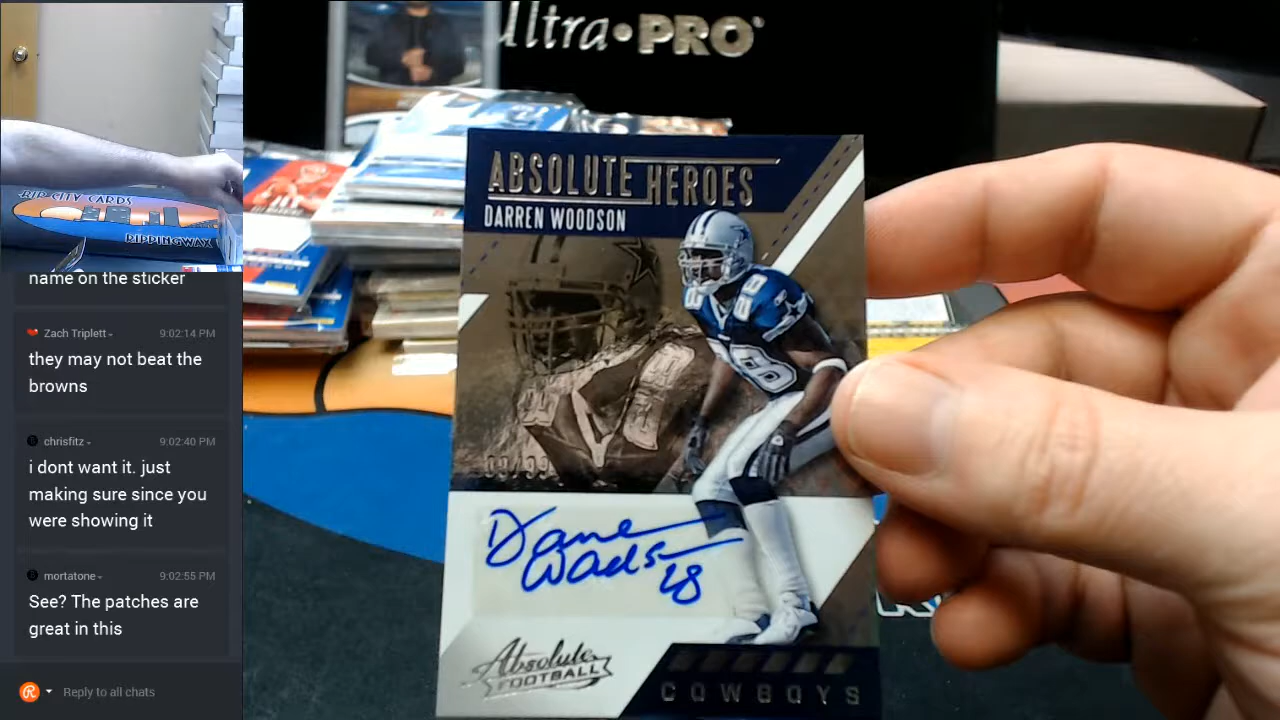 Ultra•PRO
RIP CITY CARDS
RIPPINGWAX
name on the sticker
Zach Triplett
9:02:14 PM
they may not beat the
browns
chrisfitz
9:02:40 PM
i dont want it. just
making sure since you
were showing it
mortatone
9:02:55 PM
See? The patches are
great in this
Reply to all chats
ABSOLUTE HEROES
DARREN WOODSON
28
Absolute
FOOTBALL
COWBOYS